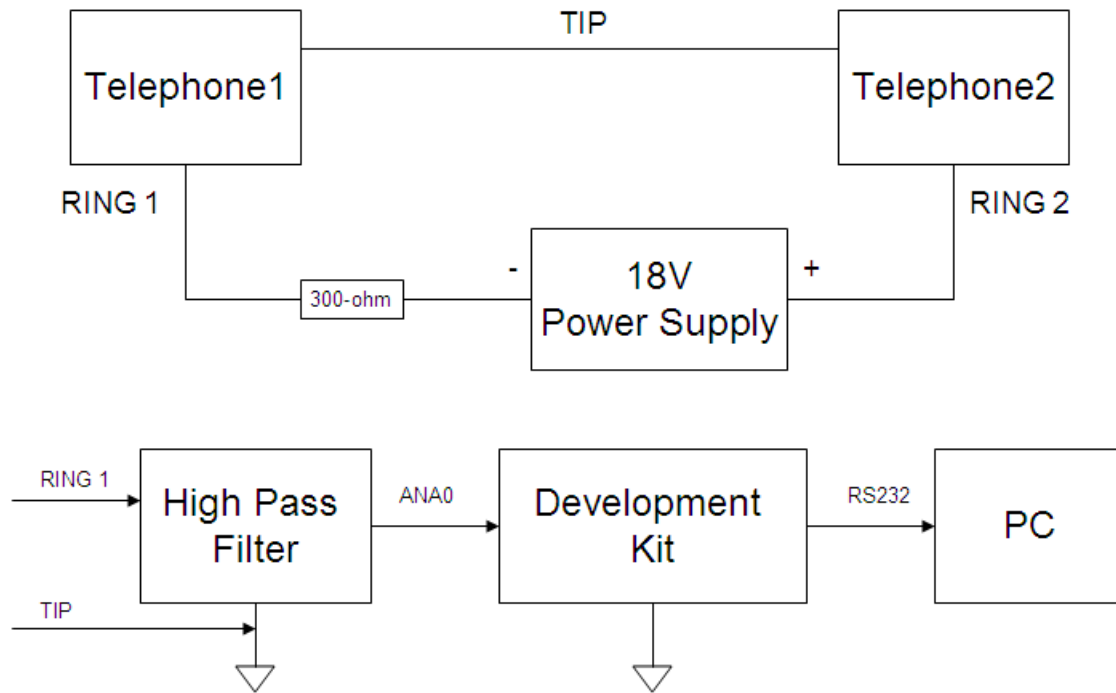 TIP
Telephone1
Telephone2
RING 1
RING 2
300-ohm
-
18V
Power Supply
+
RING 1
High Pass
Filter
ANA0
Development
Kit
RS232
PC
TIP